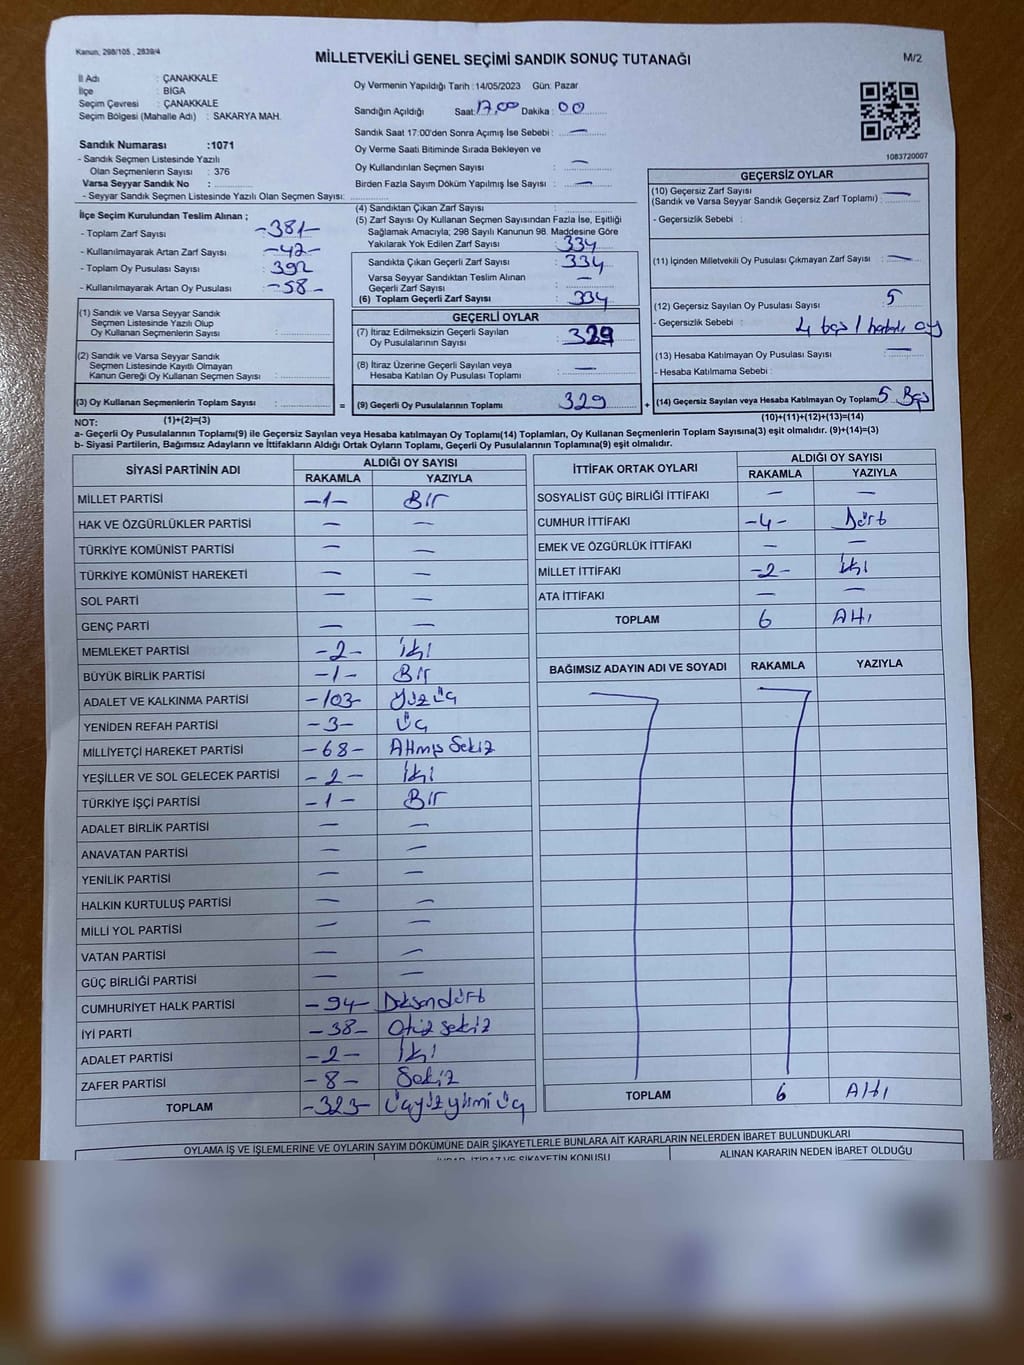 Kanun, 298/105 , 2839/4
MİLLETVEKİLİ GENEL SEÇİMİ SANDIK SONUÇ TUTANAĞI
M/2
İl Adı : ÇANAKKALE
İlçe : BİGA
Seçim Çevresi : ÇANAKKALE
Seçim Bölgesi (Mahalle Adı) : SAKARYA MAH.
Sandık Numarası :1071
- Sandık Seçmen Listesinde Yazılı
Olan Seçmenlerin Sayısı : 376
Varsa Seyyar Sandık No :
- Seyyar Sandık Seçmen Listesinde Yazılı Olan Seçmen Sayısı:
Oy Vermenin Yapıldığı Tarih : 14/05/2023 Gün: Pazar
Sandığın Açıldığı Saat: 17,00 Dakika : 00
Sandık Saat 17:00'den Sonra Açımış İse Sebebi : —
Oy Verme Saati Bitiminde Sırada Bekleyen ve
Oy Kullandırılan Seçmen Sayısı : —
Birden Fazla Sayım Döküm Yapılmış İse Sayısı : —
1083720007
İlçe Seçim Kurulundan Teslim Alınan ;
- Toplam Zarf Sayısı : -381-
- Kullanılmayarak Artan Zarf Sayısı : -42-
- Toplam Oy Pusulası Sayısı : 392
- Kullanılmayarak Artan Oy Pusulası : -58-
(1) Sandık ve Varsa Seyyar Sandık
Seçmen Listesinde Yazılı Olup
Oy Kullanan Seçmenlerin Sayısı :
(2) Sandık ve Varsa Seyyar Sandık
Seçmen Listesinde Kayıtlı Olmayan
Kanun Gereği Oy Kullanan Seçmen Sayısı :
(3) Oy Kullanan Seçmenlerin Toplam Sayısı :
(1)+(2)=(3)
(4) Sandıktan Çıkan Zarf Sayısı :
(5) Zarf Sayısı Oy Kullanan Seçmen Sayısından Fazla İse, Eşitliği
Sağlamak Amacıyla; 298 Sayılı Kanunun 98. Maddesine Göre
Yakılarak Yok Edilen Zarf Sayısı : 334
Sandıkta Çıkan Geçerli Zarf Sayısı : 334
Varsa Seyyar Sandıktan Teslim Alınan
Geçerli Zarf Sayısı : —
(6) Toplam Geçerli Zarf Sayısı : 334
GEÇERLİ OYLAR
(7) İtiraz Edilmeksizin Geçerli Sayılan
Oy Pusulalarının Sayısı : 329
(8) İtiraz Üzerine Geçerli Sayılan veya
Hesaba Katılan Oy Pusulası Toplamı : —
= (9) Geçerli Oy Pusulalarının Toplamı : 329 +
GEÇERSİZ OYLAR
(10) Geçersiz Zarf Sayısı
(Sandık ve Varsa Seyyar Sandık Geçersiz Zarf Toplamı) : —
- Geçersizlik Sebebi :
(11) İçinden Milletvekili Oy Pusulası Çıkmayan Zarf Sayısı : —
(12) Geçersiz Sayılan Oy Pusulası Sayısı : 5
- Geçersizlik Sebebi : 4 boş 1 hatalı oy
(13) Hesaba Katılmayan Oy Pusulası Sayısı : —
- Hesaba Katılmama Sebebi :
(14) Geçersiz Sayılan veya Hesaba Katılmayan Oy Toplamı 5 Beş
(10)+(11)+(12)+(13)=(14)
NOT:
a- Geçerli Oy Pusulalarının Toplamı(9) ile Geçersiz Sayılan veya Hesaba katılmayan Oy Toplamı(14) Toplamları, Oy Kullanan Seçmenlerin Toplam Sayısına(3) eşit olmalıdır. (9)+(14)=(3)
b- Siyasi Partilerin, Bağımsız Adayların ve İttifakların Aldığı Ortak Oyların Toplamı, Geçerli Oy Pusulalarının Toplamına(9) eşit olmalıdır.
SİYASİ PARTİNİN ADI ALDIĞI OY SAYISI
RAKAMLA YAZIYLA
MİLLET PARTİSİ -1- Bir
HAK VE ÖZGÜRLÜKLER PARTİSİ — —
TÜRKİYE KOMÜNİST PARTİSİ — —
TÜRKİYE KOMÜNİST HAREKETİ — —
SOL PARTİ — —
GENÇ PARTİ — —
MEMLEKET PARTİSİ -2- İki
BÜYÜK BİRLİK PARTİSİ -1- Bir
ADALET VE KALKINMA PARTİSİ -103- Yüz üç
YENİDEN REFAH PARTİSİ -3- Üç
MİLLİYETÇİ HAREKET PARTİSİ -68- Altmış Sekiz
YEŞİLLER VE SOL GELECEK PARTİSİ -2- İki
TÜRKİYE İŞÇİ PARTİSİ -1- Bir
ADALET BİRLİK PARTİSİ — —
ANAVATAN PARTİSİ — —
YENİLİK PARTİSİ — —
HALKIN KURTULUŞ PARTİSİ — —
MİLLİ YOL PARTİSİ — —
VATAN PARTİSİ — —
GÜÇ BİRLİĞİ PARTİSİ — —
CUMHURİYET HALK PARTİSİ -94- Doksandört
İYİ PARTİ -38- Otuz sekiz
ADALET PARTİSİ -2- İki
ZAFER PARTİSİ -8- Sekiz
TOPLAM -323- Üçyüzyirmi üç
İTTİFAK ORTAK OYLARI ALDIĞI OY SAYISI
RAKAMLA YAZIYLA
SOSYALİST GÜÇ BİRLİĞİ İTTİFAKI — —
CUMHUR İTTİFAKI -4- Dört
EMEK VE ÖZGÜRLÜK İTTİFAKI — —
MİLLET İTTİFAKI -2- İki
ATA İTTİFAKI — —
TOPLAM 6 Altı
BAĞIMSIZ ADAYIN ADI VE SOYADI RAKAMLA YAZIYLA
TOPLAM 6 Altı
OYLAMA İŞ VE İŞLEMLERİNE VE OYLARIN SAYIM DÖKÜMÜNE DAİR ŞİKAYETLERLE BUNLARA AİT KARARLARIN NELERDEN İBARET BULUNDUKLARI
İHBAR, İTİRAZ VE ŞİKAYETİN KONUSU ALINAN KARARIN NEDEN İBARET OLDUĞU